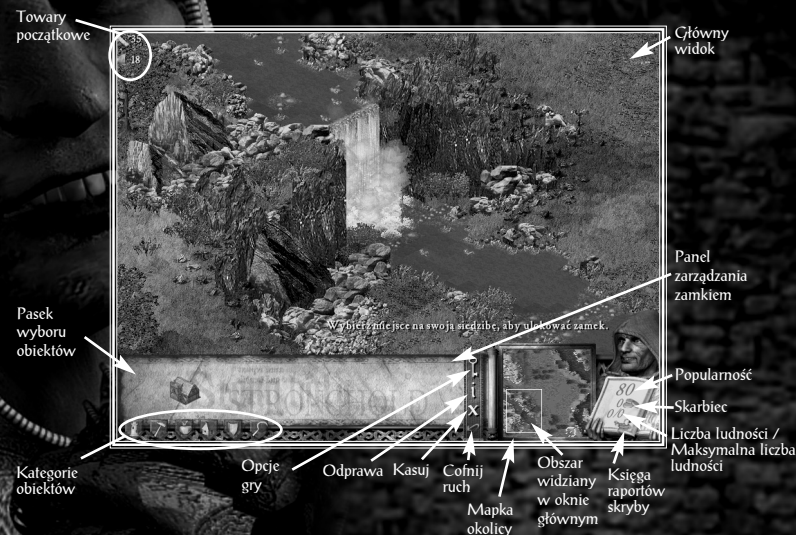 Towary
początkowe
35
18
Główny
widok
Panel
zarządzania
zamkiem
Wybierz miejsce na swoją siedzibę, aby ulokować zamek.
Pasek
wyboru
obiektów
STRONGHOLD
80
Popularność
Skarbiec
Liczba ludności /
Maksymalna liczba
ludności
Kategorie
obiektów
Opcje
gry
Odprawa
Kasuj
Cofnij
ruch
Mapka
okolicy
Obszar
widziany
w oknie
głównym
Księga
raportów
skryby